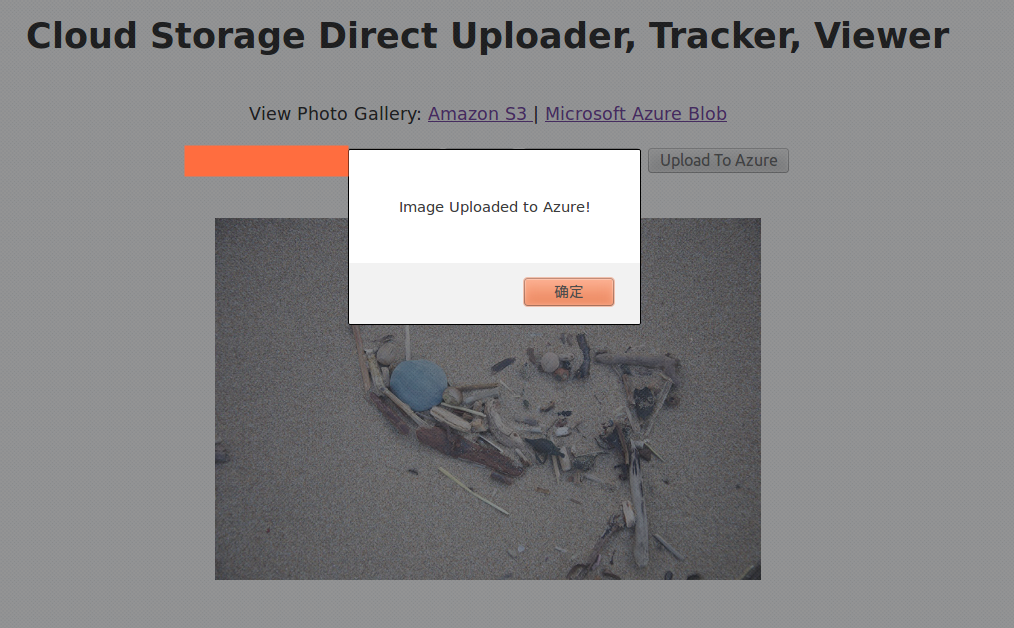 Cloud Storage Direct Uploader, Tracker, Viewer
View Photo Gallery: Amazon S3 | Microsoft Azure Blob
Upload To Azure
Image Uploaded to Azure!
确定